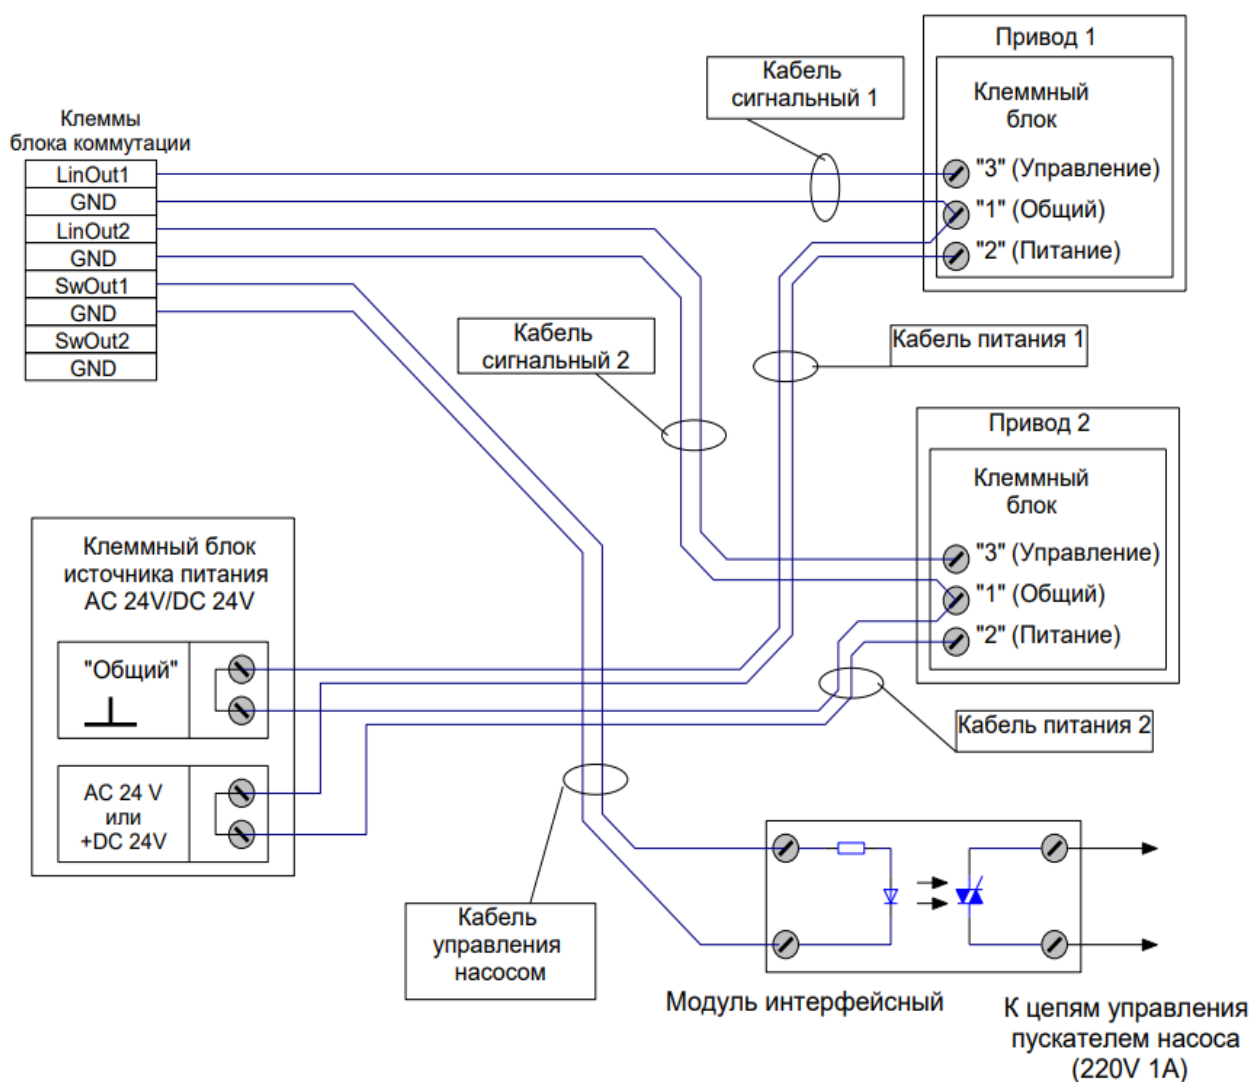 Привод 1
Кабель
сигнальный 1
Клеммный
блок
Клеммы
блока коммутации
LinOut1
GND
LinOut2
GND
SwOut1
GND
SwOut2
GND
"3" (Управление)
"1" (Общий)
"2" (Питание)
Кабель
сигнальный 2
Кабель питания 1
Привод 2
Клеммный
блок
"3" (Управление)
"1" (Общий)
"2" (Питание)
Клеммный блок
источника питания
AC 24V/DC 24V
"Общий"
AC 24 V
или
+DC 24V
Кабель питания 2
Кабель
управления
насосом
Модуль интерфейсный
К цепям управления
пускателем насоса
(220V 1A)